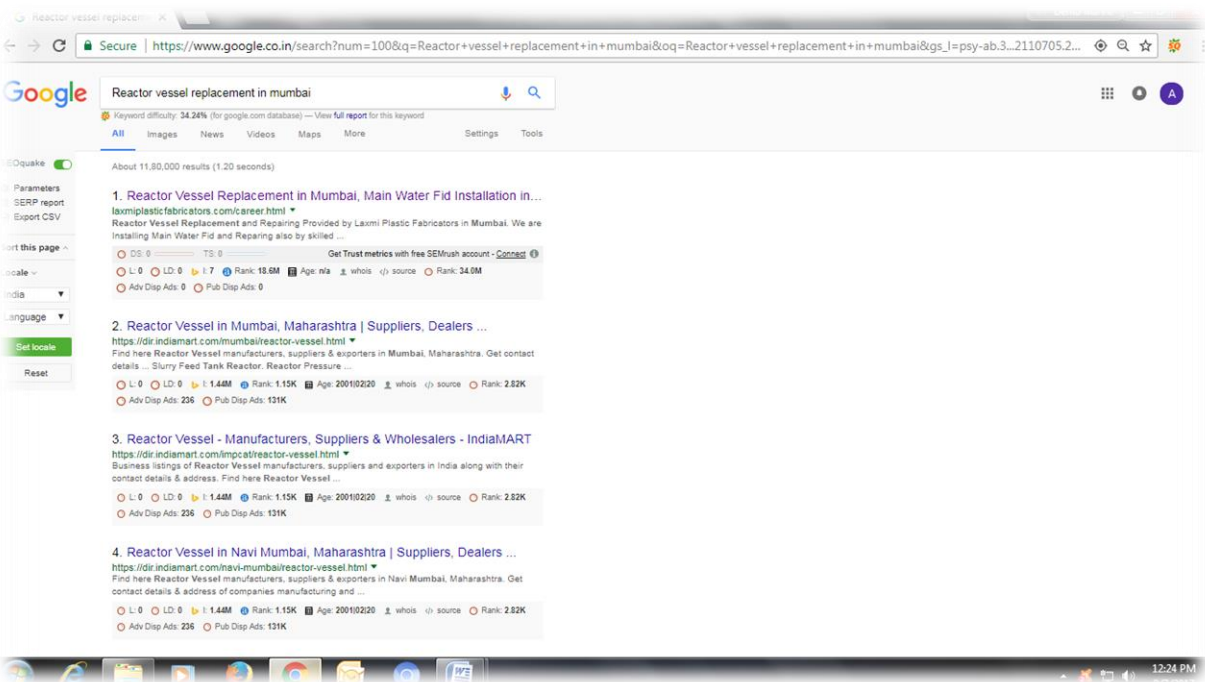 Reactor vessel replacem
Secure | https://www.google.co.in/search?num=100&q=Reactor+vessel+replacement+in+mumbai&oq=Reactor+vessel+replacement+in+mumbai&gs_l=psy-ab.3...2110705.2...
Google
Reactor vessel replacement in mumbai
A
Keyword difficulty: 34.24% (for google.com database) — View full report for this keyword
All Images News Videos Maps More Settings Tools
SEOquake
Parameters
SERP report
Export CSV
Sort this page
Locale
India
Language
Set locale
Reset
About 11,80,000 results (1.20 seconds)
1. Reactor Vessel Replacement in Mumbai, Main Water Fid Installation in...
laxmiplasticfabricators.com/career.html
Reactor Vessel Replacement and Repairing Provided by Laxmi Plastic Fabricators in Mumbai. We are
Installing Main Water Fid and Reparing also by skilled ...
DS: 0 TS: 0 Get Trust metrics with free SEMrush account - Connect
L: 0 LD: 0 I: 7 Rank: 18.6M Age: n/a whois </> source Rank: 34.0M
Adv Disp Ads: 0 Pub Disp Ads: 0
2. Reactor Vessel in Mumbai, Maharashtra | Suppliers, Dealers ...
https://dir.indiamart.com/mumbai/reactor-vessel.html
Find here Reactor Vessel manufacturers, suppliers & exporters in Mumbai, Maharashtra. Get contact
details ... Slurry Feed Tank Reactor. Reactor Pressure ...
L: 0 LD: 0 I: 1.44M Rank: 1.15K Age: 2001|02|20 whois </> source Rank: 2.82K
Adv Disp Ads: 236 Pub Disp Ads: 131K
3. Reactor Vessel - Manufacturers, Suppliers & Wholesalers - IndiaMART
https://dir.indiamart.com/impcat/reactor-vessel.html
Business listings of Reactor Vessel manufacturers, suppliers and exporters in India along with their
contact details & address. Find here Reactor Vessel ...
L: 0 LD: 0 I: 1.44M Rank: 1.15K Age: 2001|02|20 whois </> source Rank: 2.82K
Adv Disp Ads: 236 Pub Disp Ads: 131K
4. Reactor Vessel in Navi Mumbai, Maharashtra | Suppliers, Dealers ...
https://dir.indiamart.com/navi-mumbai/reactor-vessel.html
Find here Reactor Vessel manufacturers, suppliers & exporters in Navi Mumbai, Maharashtra. Get
contact details & address of companies manufacturing and ...
L: 0 LD: 0 I: 1.44M Rank: 1.15K Age: 2001|02|20 whois </> source Rank: 2.82K
Adv Disp Ads: 236 Pub Disp Ads: 131K
12:24 PM